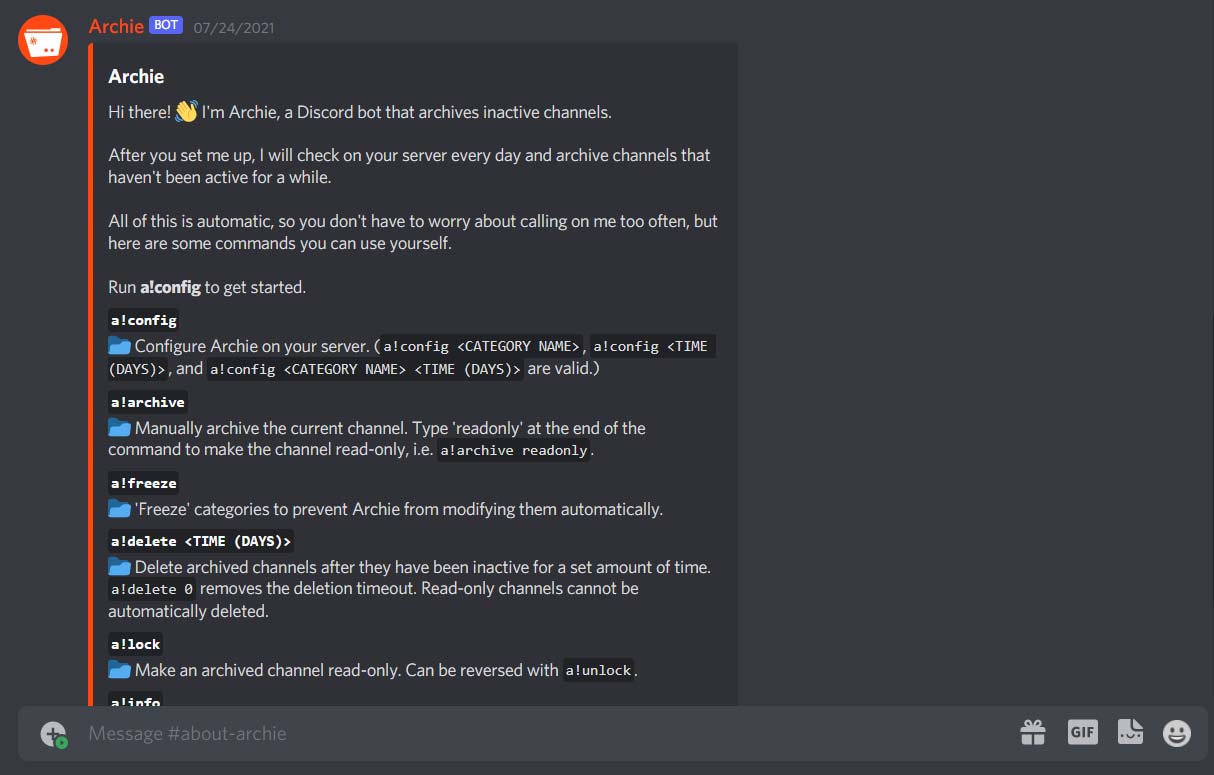 Archie BOT 07/24/2021
Archie
Hi there! 👋 I'm Archie, a Discord bot that archives inactive channels.
After you set me up, I will check on your server every day and archive channels that
haven't been active for a while.
All of this is automatic, so you don't have to worry about calling on me too often, but
here are some commands you can use yourself.
Run a!config to get started.
a!config
Configure Archie on your server. (a!config <CATEGORY NAME>, a!config <TIME
(DAYS)>, and a!config <CATEGORY NAME> <TIME (DAYS)> are valid.)
a!archive
Manually archive the current channel. Type 'readonly' at the end of the
command to make the channel read-only, i.e. a!archive readonly.
a!freeze
'Freeze' categories to prevent Archie from modifying them automatically.
a!delete <TIME (DAYS)>
Delete archived channels after they have been inactive for a set amount of time.
a!delete 0 removes the deletion timeout. Read-only channels cannot be
automatically deleted.
a!lock
Make an archived channel read-only. Can be reversed with a!unlock.
a!info
Message #about-archie
GIF